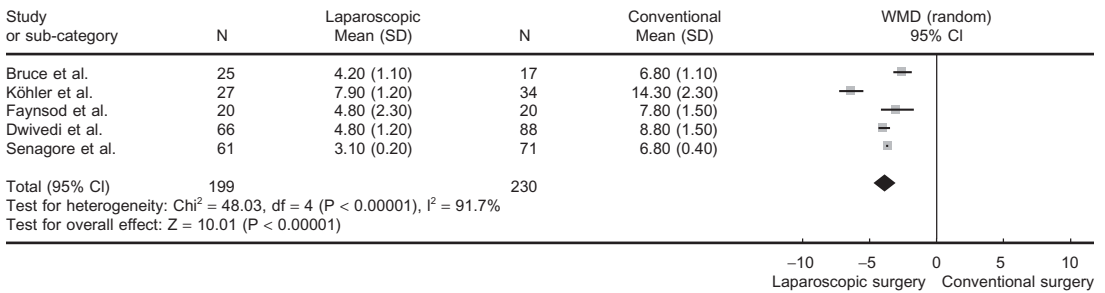 Study Laparoscopic Conventional WMD (random)
or sub-category N Mean (SD) N Mean (SD) 95% CI
Bruce et al. 25 4.20 (1.10) 17 6.80 (1.10)
Köhler et al. 27 7.90 (1.20) 34 14.30 (2.30)
Faynsod et al. 20 4.80 (2.30) 20 7.80 (1.50)
Dwivedi et al. 66 4.80 (1.20) 88 8.80 (1.50)
Senagore et al. 61 3.10 (0.20) 71 6.80 (0.40)
Total (95% CI) 199 230
Test for heterogeneity: Chi² = 48.03, df = 4 (P < 0.00001), I² = 91.7%
Test for overall effect: Z = 10.01 (P < 0.00001)
–10 –5 0 5 10
Laparoscopic surgery Conventional surgery